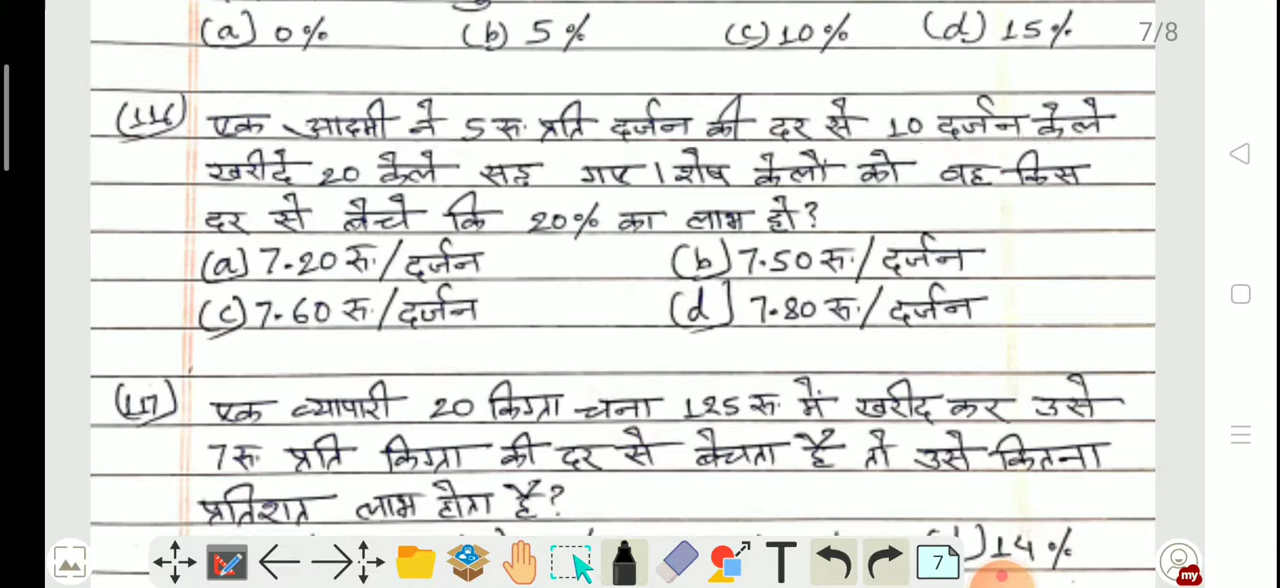 (a) 0%  (b) 5%  (c) 10%  (d) 15%
7/8
(116) एक आदमी ने 5 रु. प्रति दर्जन की दर से 10 दर्जन केले
खरीदे 20 केले सड़ गए । शेष केलों को वह किस
दर से बेचे कि 20% का लाभ हो?
(a) 7.20 रु./दर्जन  (b) 7.50 रु./दर्जन
(c) 7.60 रु./दर्जन  (d) 7.80 रु./दर्जन
(117) एक व्यापारी 20 किग्रा चना 125 रु. में खरीद कर उसे
7 रु. प्रति किग्रा की दर से बेचता है तो उसे कितना
प्रतिशत लाभ होता है?
(d) 14%
T 7 my